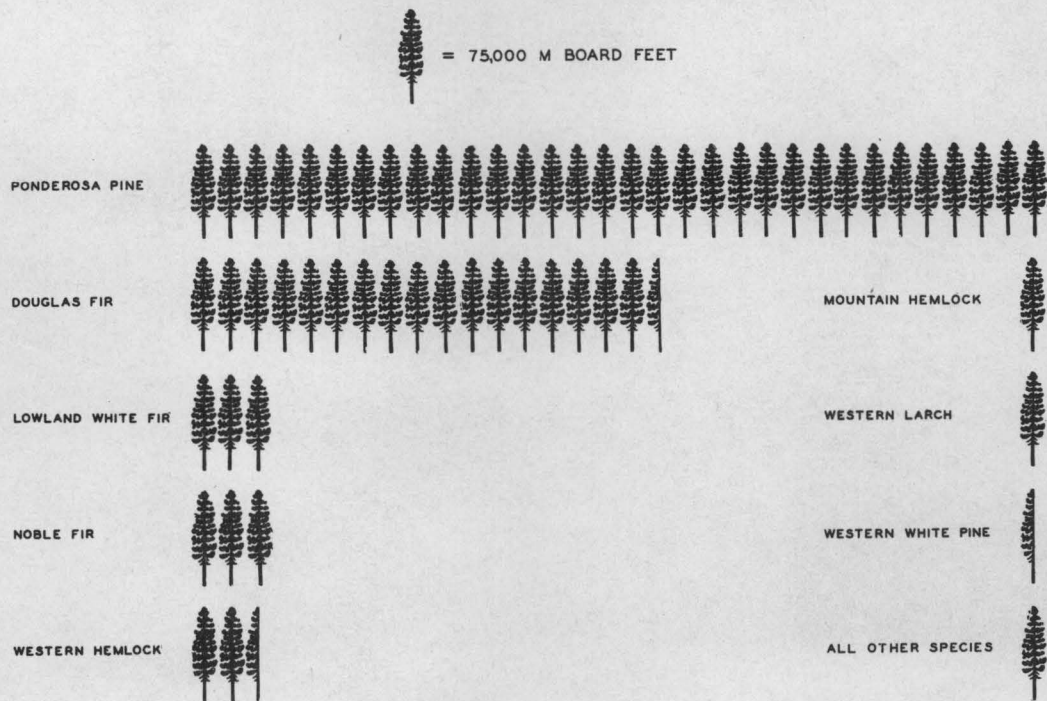 = 75,000 M BOARD FEET
PONDEROSA PINE
DOUGLAS FIR
MOUNTAIN HEMLOCK
LOWLAND WHITE FIR
WESTERN LARCH
NOBLE FIR
WESTERN WHITE PINE
WESTERN HEMLOCK
ALL OTHER SPECIES